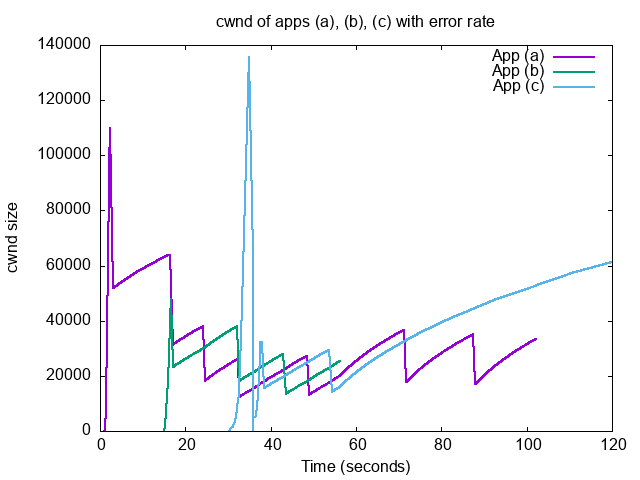 cwnd of apps (a), (b), (c) with error rate
140000
120000
100000
80000
60000
40000
20000
0
cwnd size
App (a)
App (b)
App (c)
0 20 40 60 80 100 120
Time (seconds)